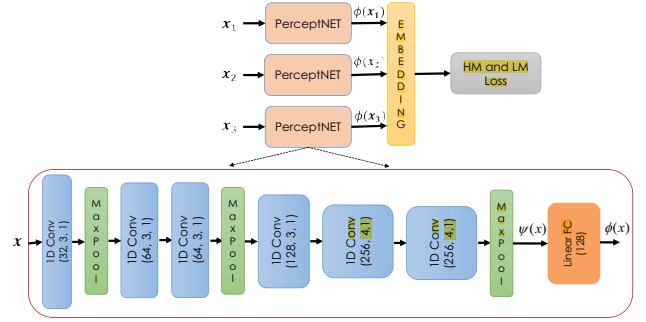 x₁ PerceptNET ϕ(x₁)
x₂ PerceptNET ϕ(x₂)
x₃ PerceptNET ϕ(x₃)
EMBEDDING
HM and LM
Loss
x
1D Conv
(32, 3, 1)
MaxPool
1D Conv
(64, 3, 1)
1D Conv
(64, 3, 1)
MaxPool
1D Conv
(128, 3, 1)
1D Conv
(256, 4,1)
1D Conv
(256, 4,1)
MaxPool
ψ(x)
Linear FC
(128)
ϕ(x)